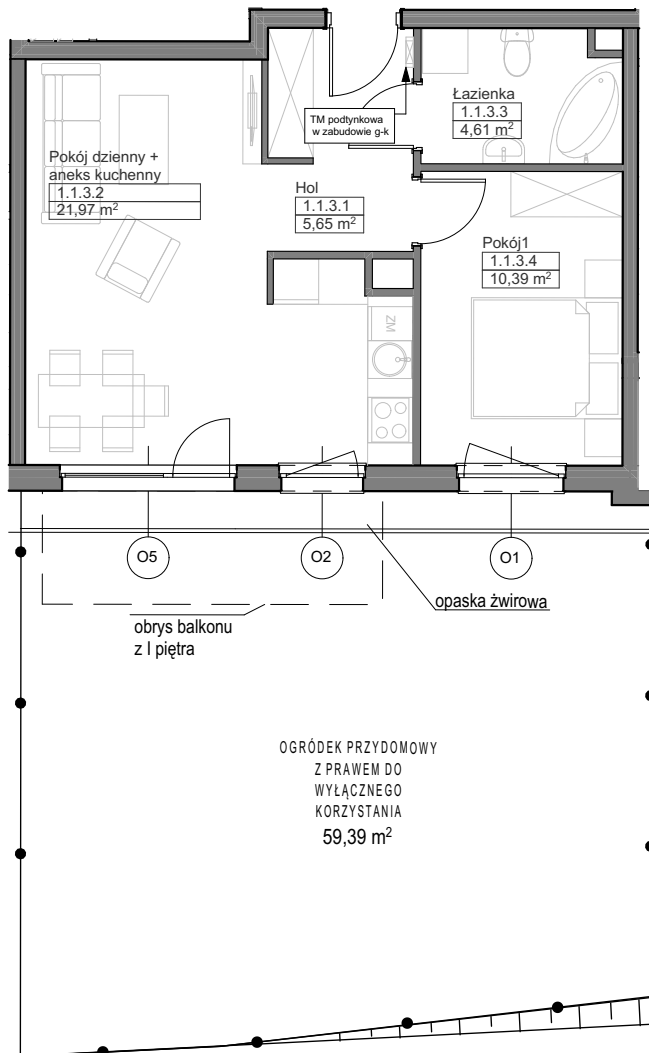 TM podtynkowa
w zabudowie g-k
Łazienka
1.1.3.3
4,61 m²
Pokój dzienny +
aneks kuchenny
1.1.3.2
21,97 m²
Hol
1.1.3.1
5,65 m²
Pokój1
1.1.3.4
10,39 m²
ZM
O5
O2
O1
opaska żwirowa
obrys balkonu
z I piętra
OGRÓDEK PRZYDOMOWY
Z PRAWEM DO
WYŁĄCZNEGO
KORZYSTANIA
59,39 m²